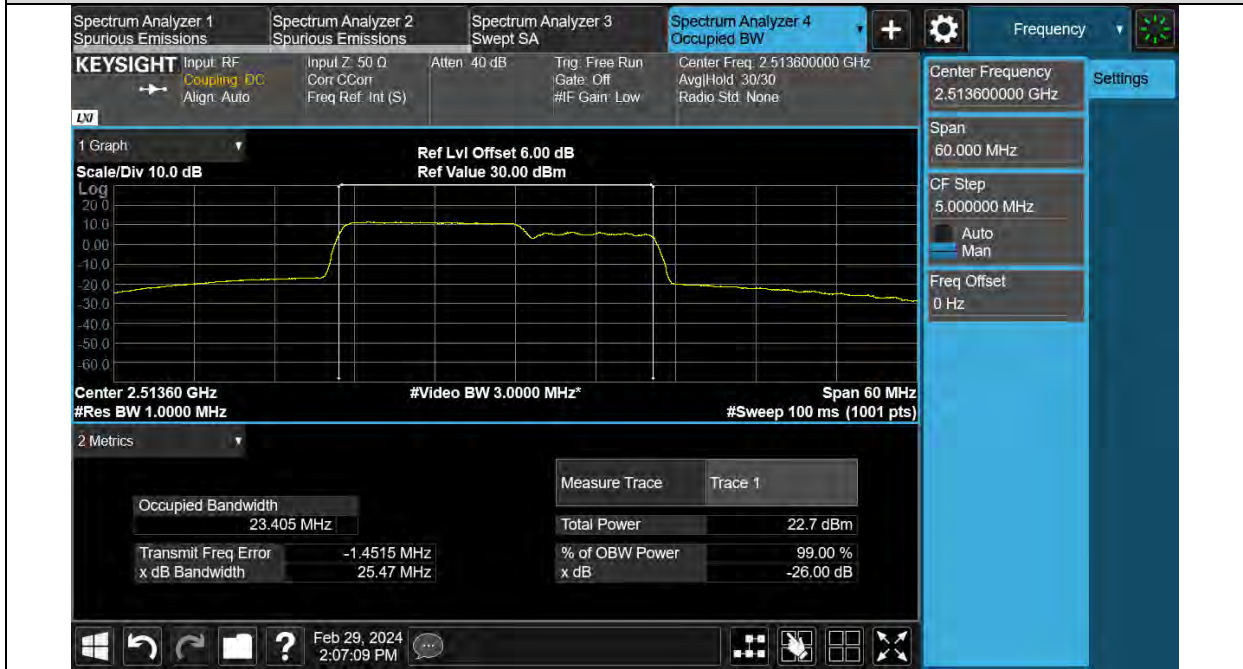 Spectrum Analyzer 1
Spurious Emissions
Spectrum Analyzer 2
Spurious Emissions
Spectrum Analyzer 3
Swept SA
Spectrum Analyzer 4
Occupied BW
Frequency
KEYSIGHT
LXI
Input: RF
Coupling: DC
Align: Auto
Input Z: 50 Ω
Corr CCorr
Freq Ref: Int (S)
Atten: 40 dB
Trig: Free Run
Gate: Off
#IF Gain: Low
Center Freq: 2.513600000 GHz
Avg|Hold: 30/30
Radio Std: None
Center Frequency
2.513600000 GHz
Settings
Span
60.000 MHz
CF Step
5.000000 MHz
Auto
Man
Freq Offset
0 Hz
1 Graph
Scale/Div 10.0 dB
Ref Lvl Offset 6.00 dB
Ref Value 30.00 dBm
Log
20.0
10.0
0.00
-10.0
-20.0
-30.0
-40.0
-50.0
-60.0
Center 2.51360 GHz
#Video BW 3.0000 MHz*
Span 60 MHz
#Res BW 1.0000 MHz
#Sweep 100 ms (1001 pts)
2 Metrics
Measure Trace
Trace 1
Occupied Bandwidth
23.405 MHz
Total Power
22.7 dBm
Transmit Freq Error
-1.4515 MHz
% of OBW Power
99.00 %
x dB Bandwidth
25.47 MHz
x dB
-26.00 dB
Feb 29, 2024
2:07:09 PM